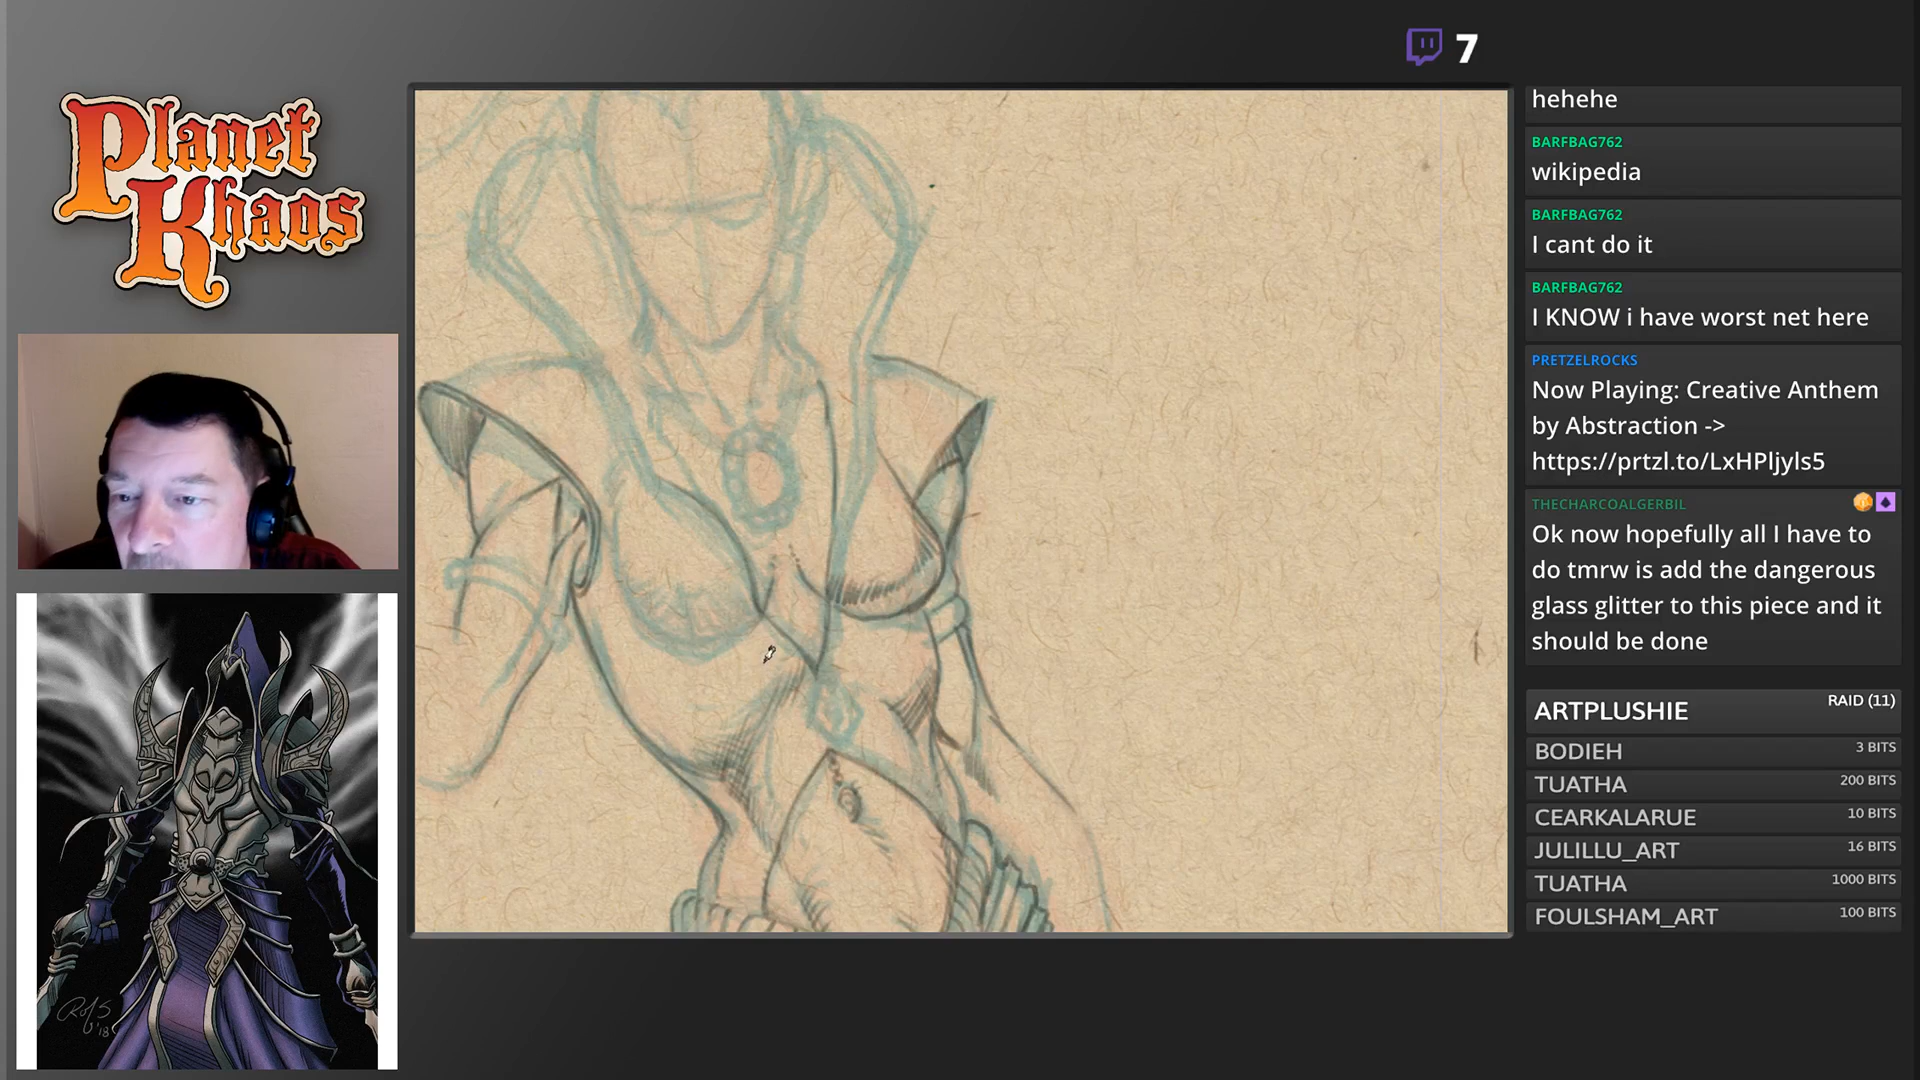 7
Planet
Khaos
hehehe
BARFBAG762
wikipedia
BARFBAG762
I cant do it
BARFBAG762
I KNOW i have worst net here
PRETZELROCKS
Now Playing: Creative Anthem
by Abstraction ->
https://prtzl.to/LxHPljyls5
THECHARCOALGERBIL
Ok now hopefully all I have to
do tmrw is add the dangerous
glass glitter to this piece and it
should be done
ARTPLUSHIE RAID (11)
BODIEH 3 BITS
TUATHA 200 BITS
CEARKALARUE 10 BITS
JULILLU_ART 16 BITS
TUATHA 1000 BITS
FOULSHAM_ART 100 BITS
'18